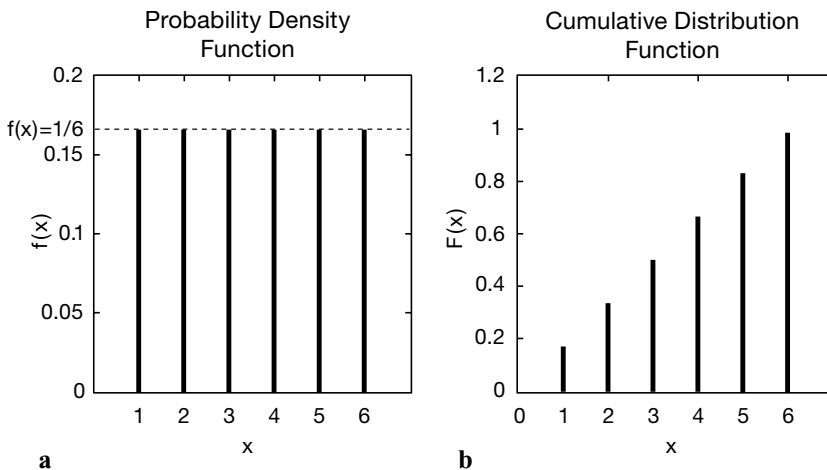 Probability Density
Function
0.2
f(x)=1/6
0.15
0.1
0.05
0
f(x)
1 2 3 4 5 6
x
a
Cumulative Distribution
Function
1.2
1
0.8
0.6
0.4
0.2
0
F(x)
0 1 2 3 4 5 6
x
b